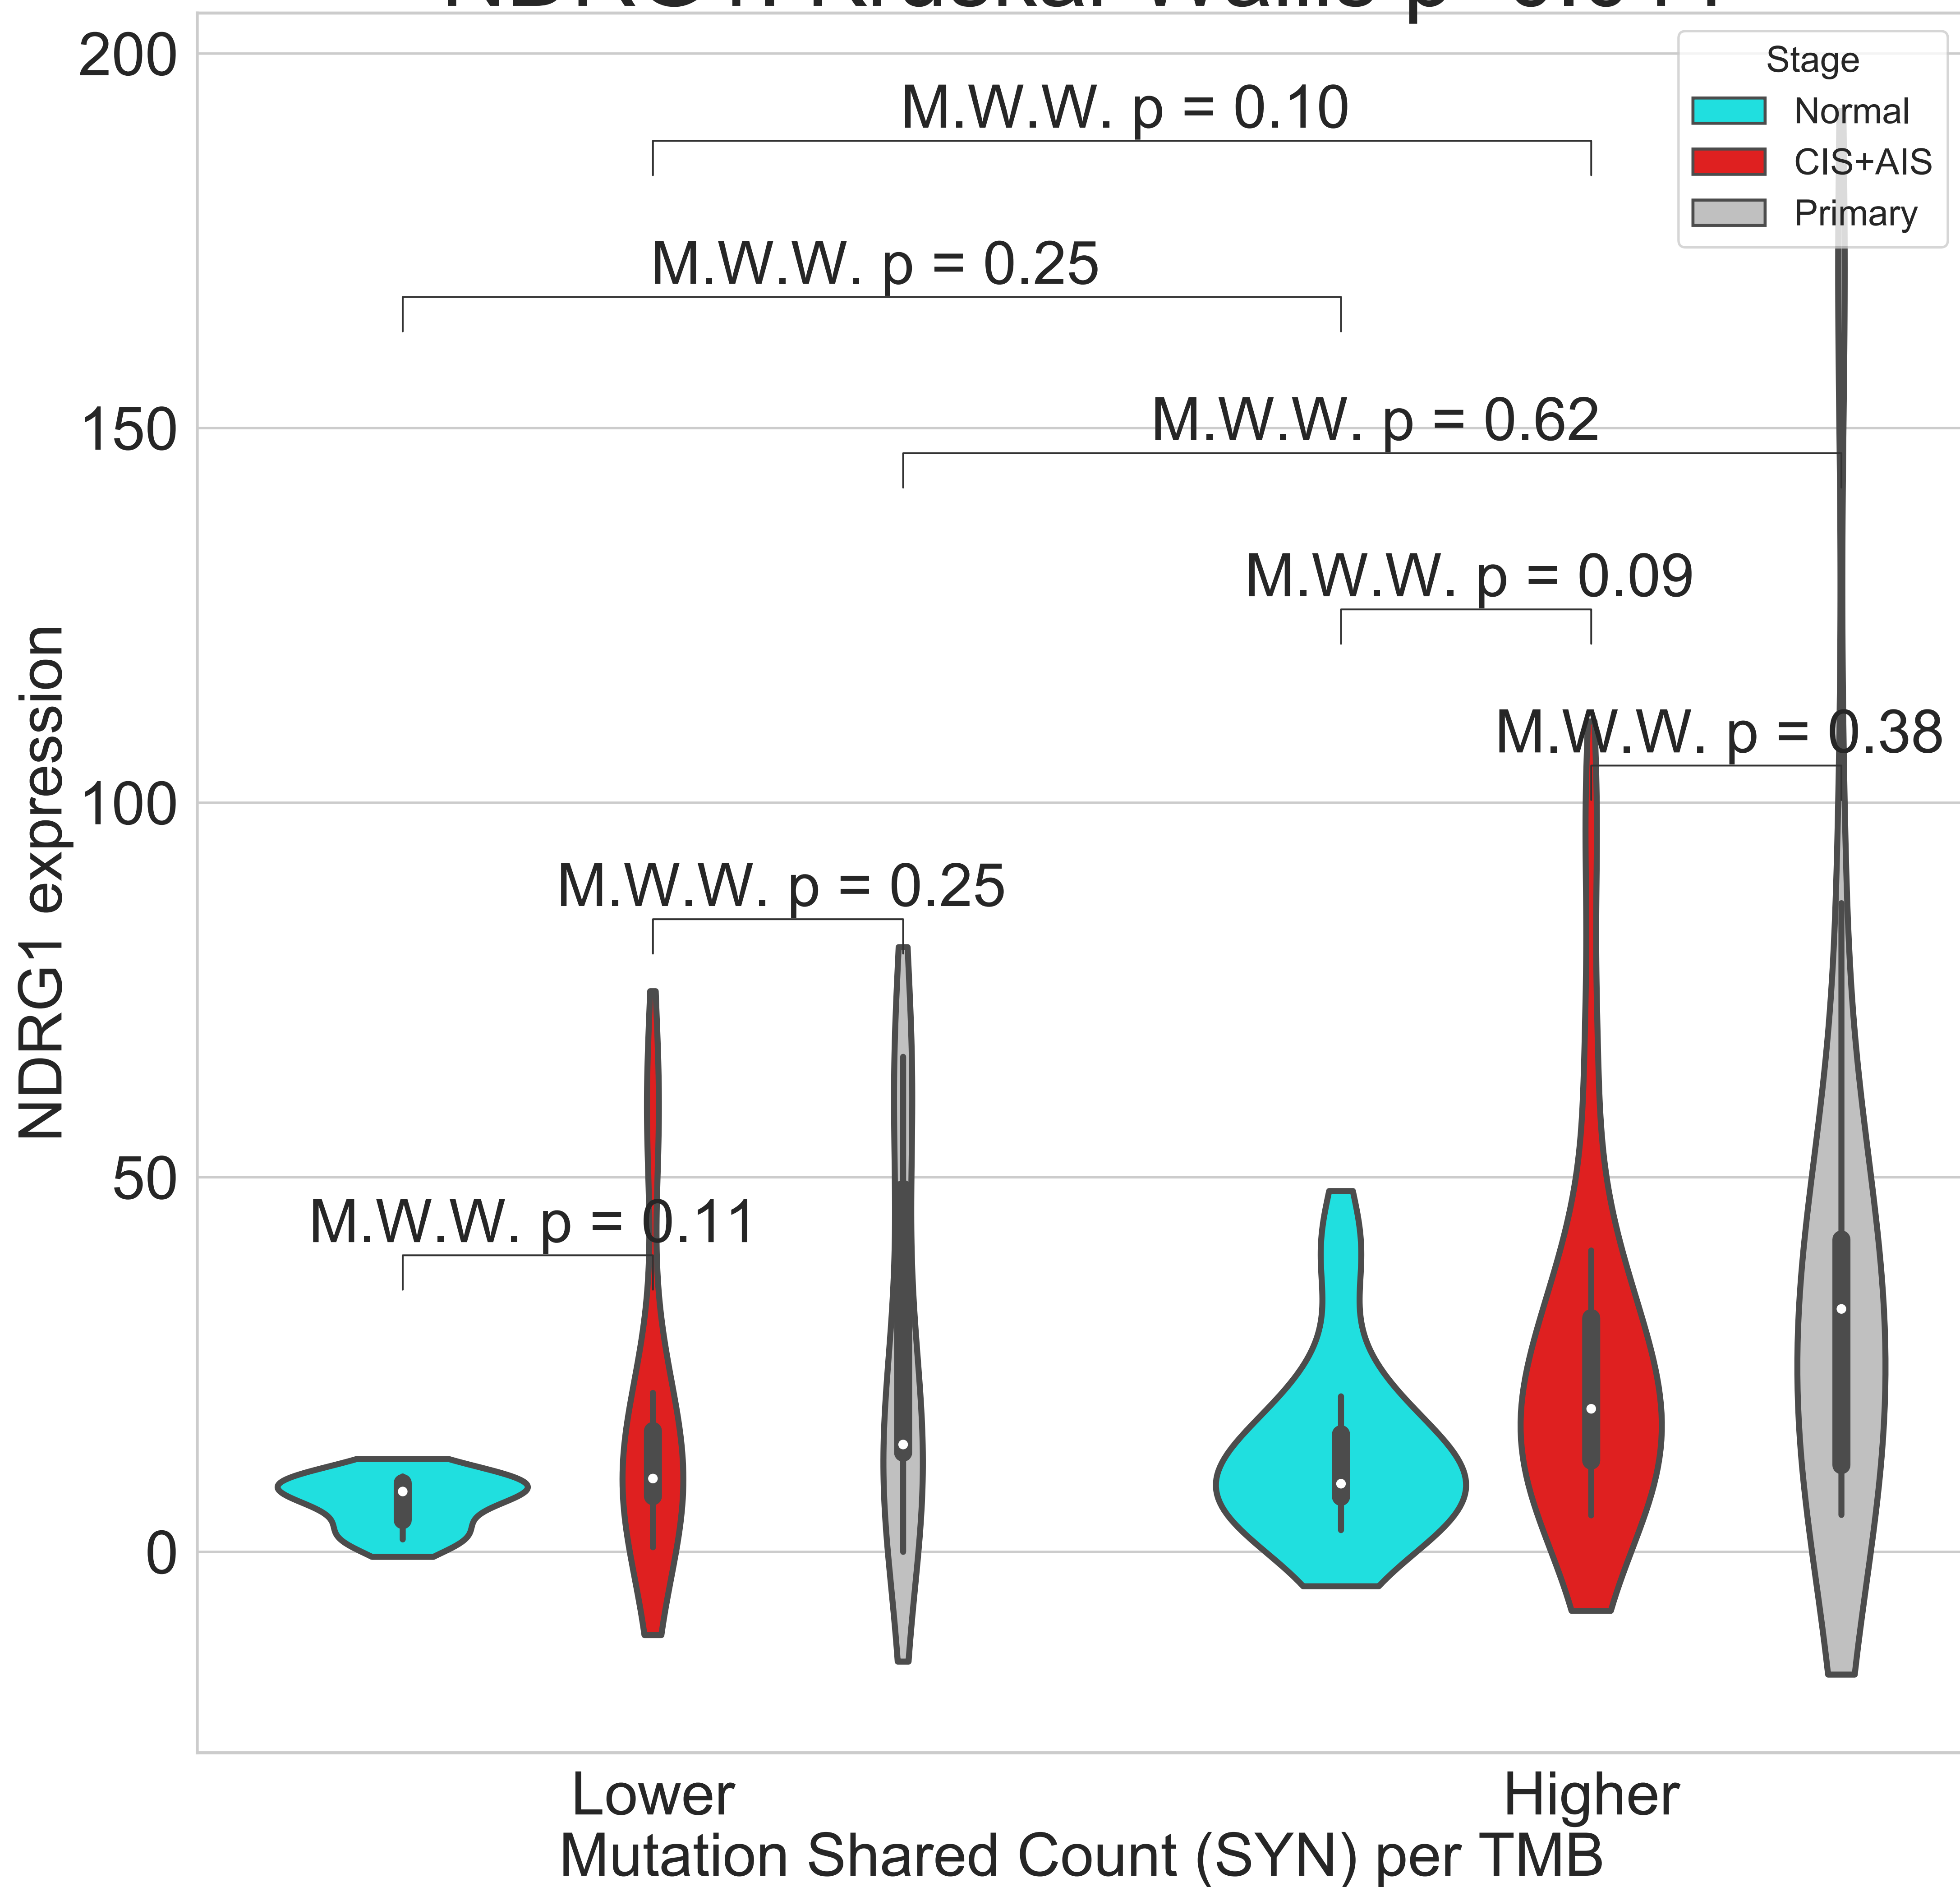 200
Stage
Normal
CIS+AIS
Primary
M.W.W. p = 0.10
M.W.W. p = 0.25
M.W.W. p = 0.62
150
M.W.W. p = 0.09
M.W.W. p = 0.38
100
M.W.W. p = 0.25
NDRG1 expression
50
M.W.W. p = 0.11
0
Lower
Higher
Mutation Shared Count (SYN) per TMB